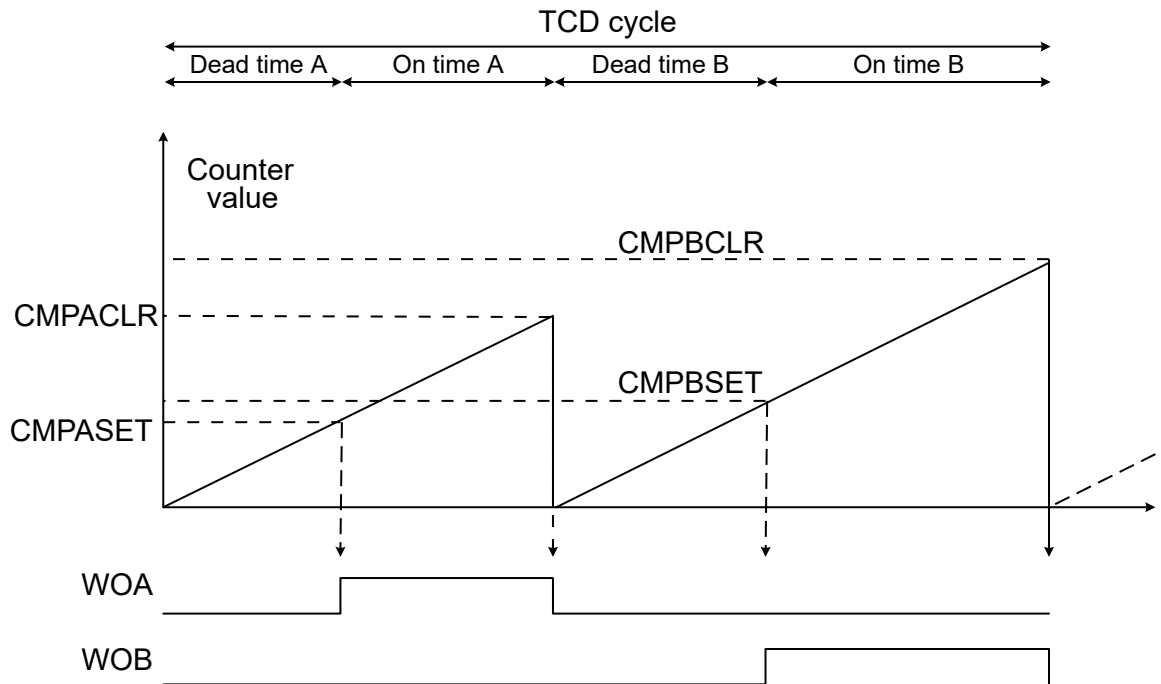 TCD cycle
Dead time A
On time A
Dead time B
On time B
Counter
value
CMPBCLR
CMPACLR
CMPBSET
CMPASET
WOA
WOB